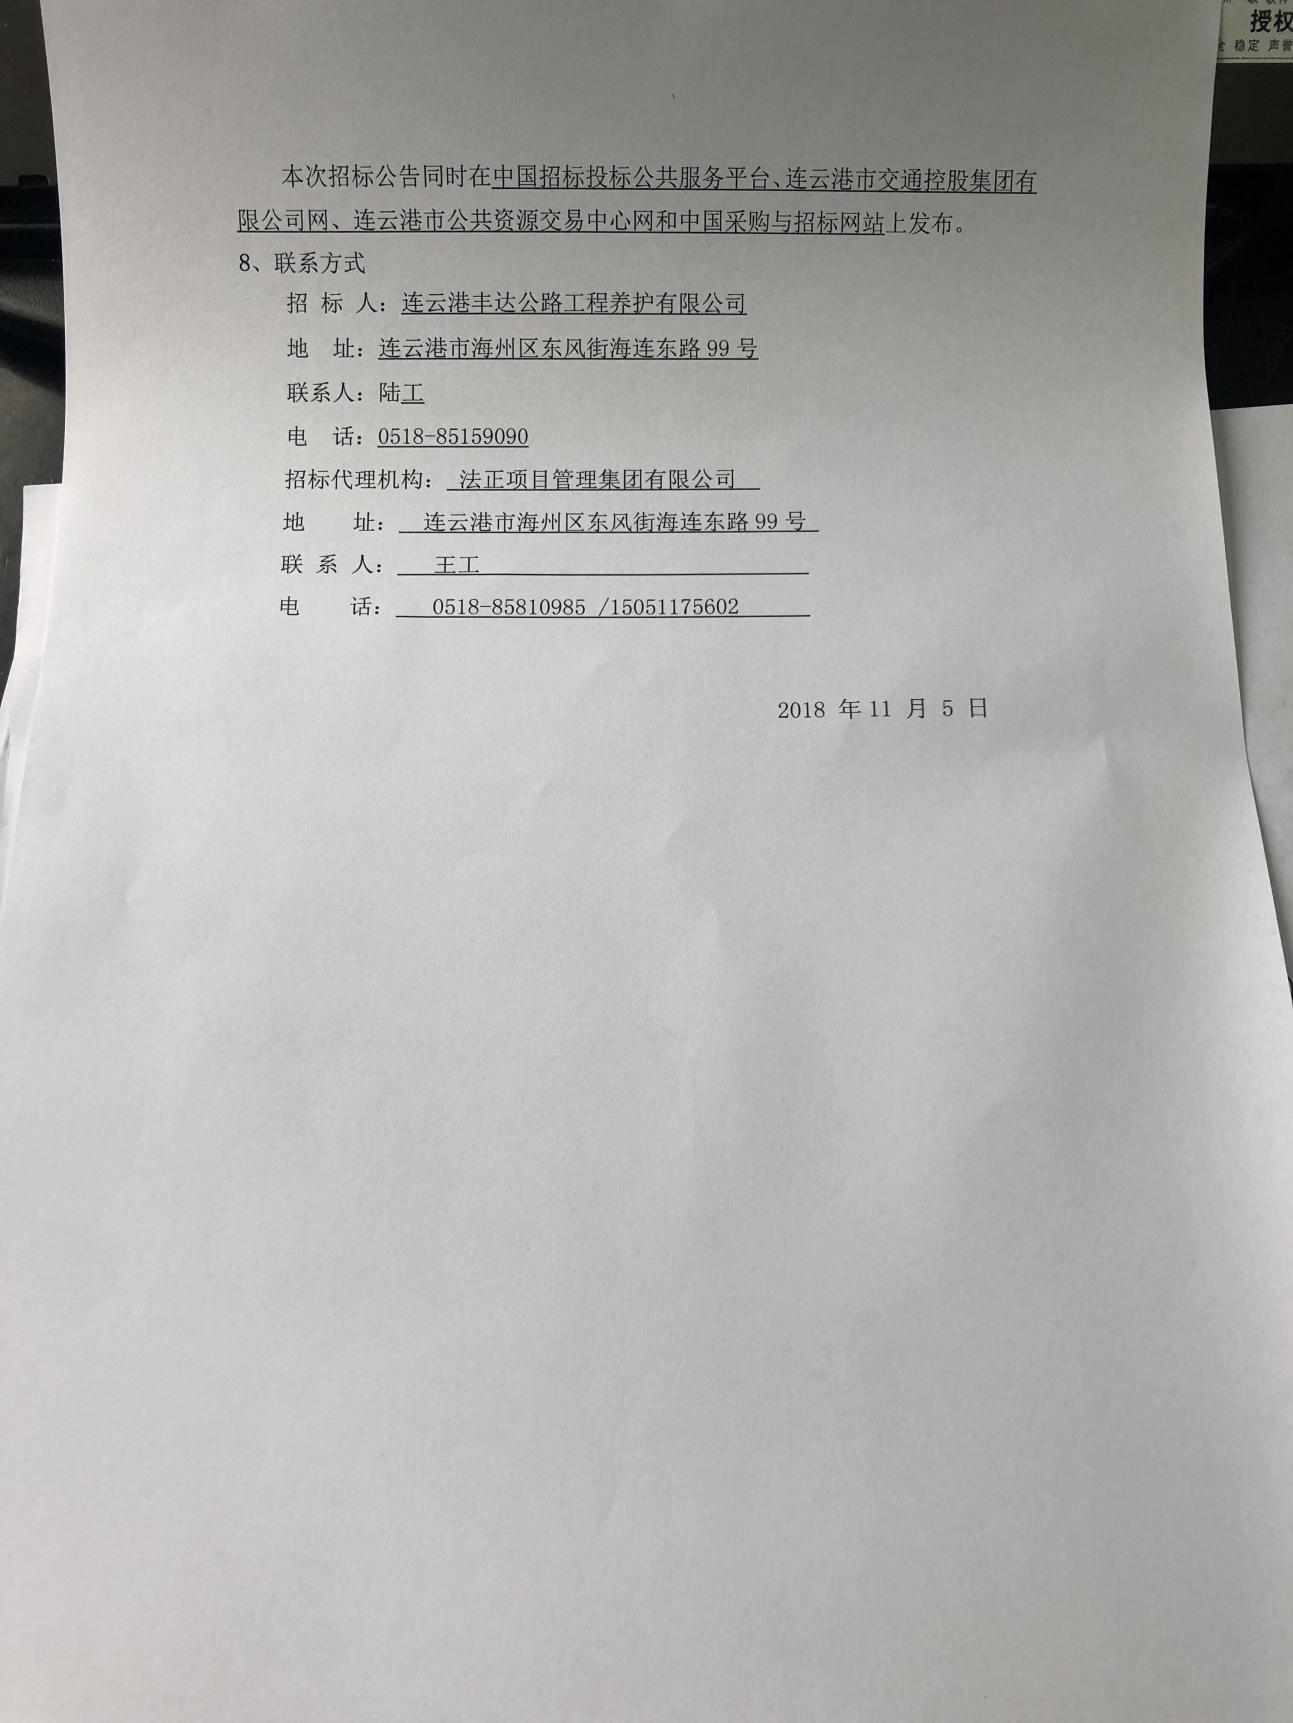 授权
稳定 声誉
本次招标公告同时在中国招标投标公共服务平台、连云港市交通控股集团有
限公司网、连云港市公共资源交易中心网和中国采购与招标网站上发布。
8、联系方式
招 标 人：连云港丰达公路工程养护有限公司
地 址：连云港市海州区东风街海连东路 99 号
联系人：陆工
电 话：0518-85159090
招标代理机构： 法正项目管理集团有限公司
地 址： 连云港市海州区东风街海连东路 99 号
联 系 人： 王工
电 话： 0518-85810985 /15051175602
2018 年 11 月 5 日